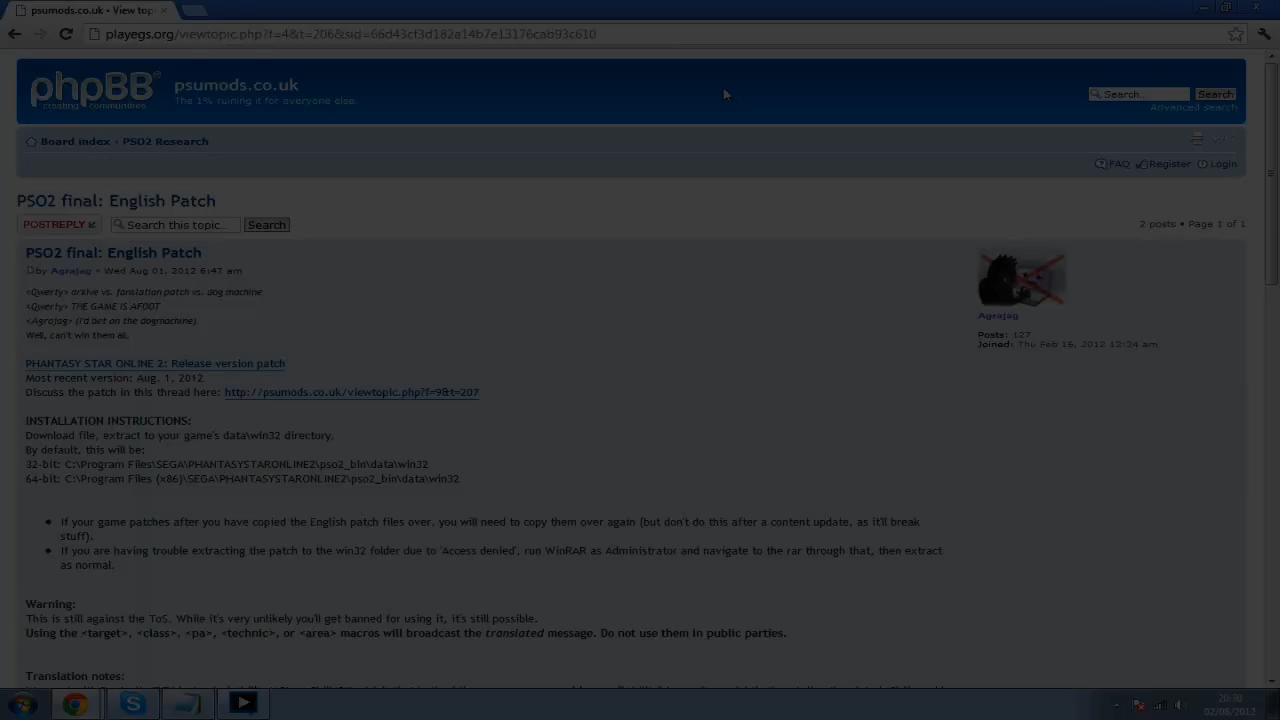 psumods.co.uk - View top
playegs.org/viewtopic.php?f=4&t=206&sid=66d43cf3d182a14b7e13176cab93c610
phpBB®
creating communities
psumods.co.uk
The 1% ruining it for everyone else.
Search…
Search
Advanced search
Board index ‹ PSO2 Research
FAQ Register Login
PSO2 final: English Patch
POSTREPLY
Search this topic…
Search
2 posts • Page 1 of 1
PSO2 final: English Patch
by Agrajag » Wed Aug 01, 2012 6:47 am
<Qwerty> arkive vs. fanslation patch vs. dog machine
<Qwerty> THE GAME IS AFOOT
<Agrajag> (i'd bet on the dogmachine)
Well, can't win them all.
PHANTASY STAR ONLINE 2: Release version patch
Most recent version: Aug. 1, 2012
Discuss the patch in this thread here: http://psumods.co.uk/viewtopic.php?f=9&t=207
INSTALLATION INSTRUCTIONS:
Download file, extract to your game's data\win32 directory.
By default, this will be:
32-bit: C:\Program Files\SEGA\PHANTASYSTARONLINE2\pso2_bin\data\win32
64-bit: C:\Program Files (x86)\SEGA\PHANTASYSTARONLINE2\pso2_bin\data\win32
If your game patches after you have copied the English patch files over, you will need to copy them over again (but don't do this after a content update, as it'll break
stuff).
If you are having trouble extracting the patch to the win32 folder due to 'Access denied', run WinRAR as Administrator and navigate to the rar through that, then extract
as normal.
Warning:
This is still against the ToS. While it's very unlikely you'll get banned for using it, it's still possible.
Using the <target>, <class>, <pa>, <technic>, or <area> macros will broadcast the translated message. Do not use them in public parties.
Translation notes:
Agrajag
Posts: 127
Joined: Thu Feb 16, 2012 12:24 am
20:30
02/08/2012